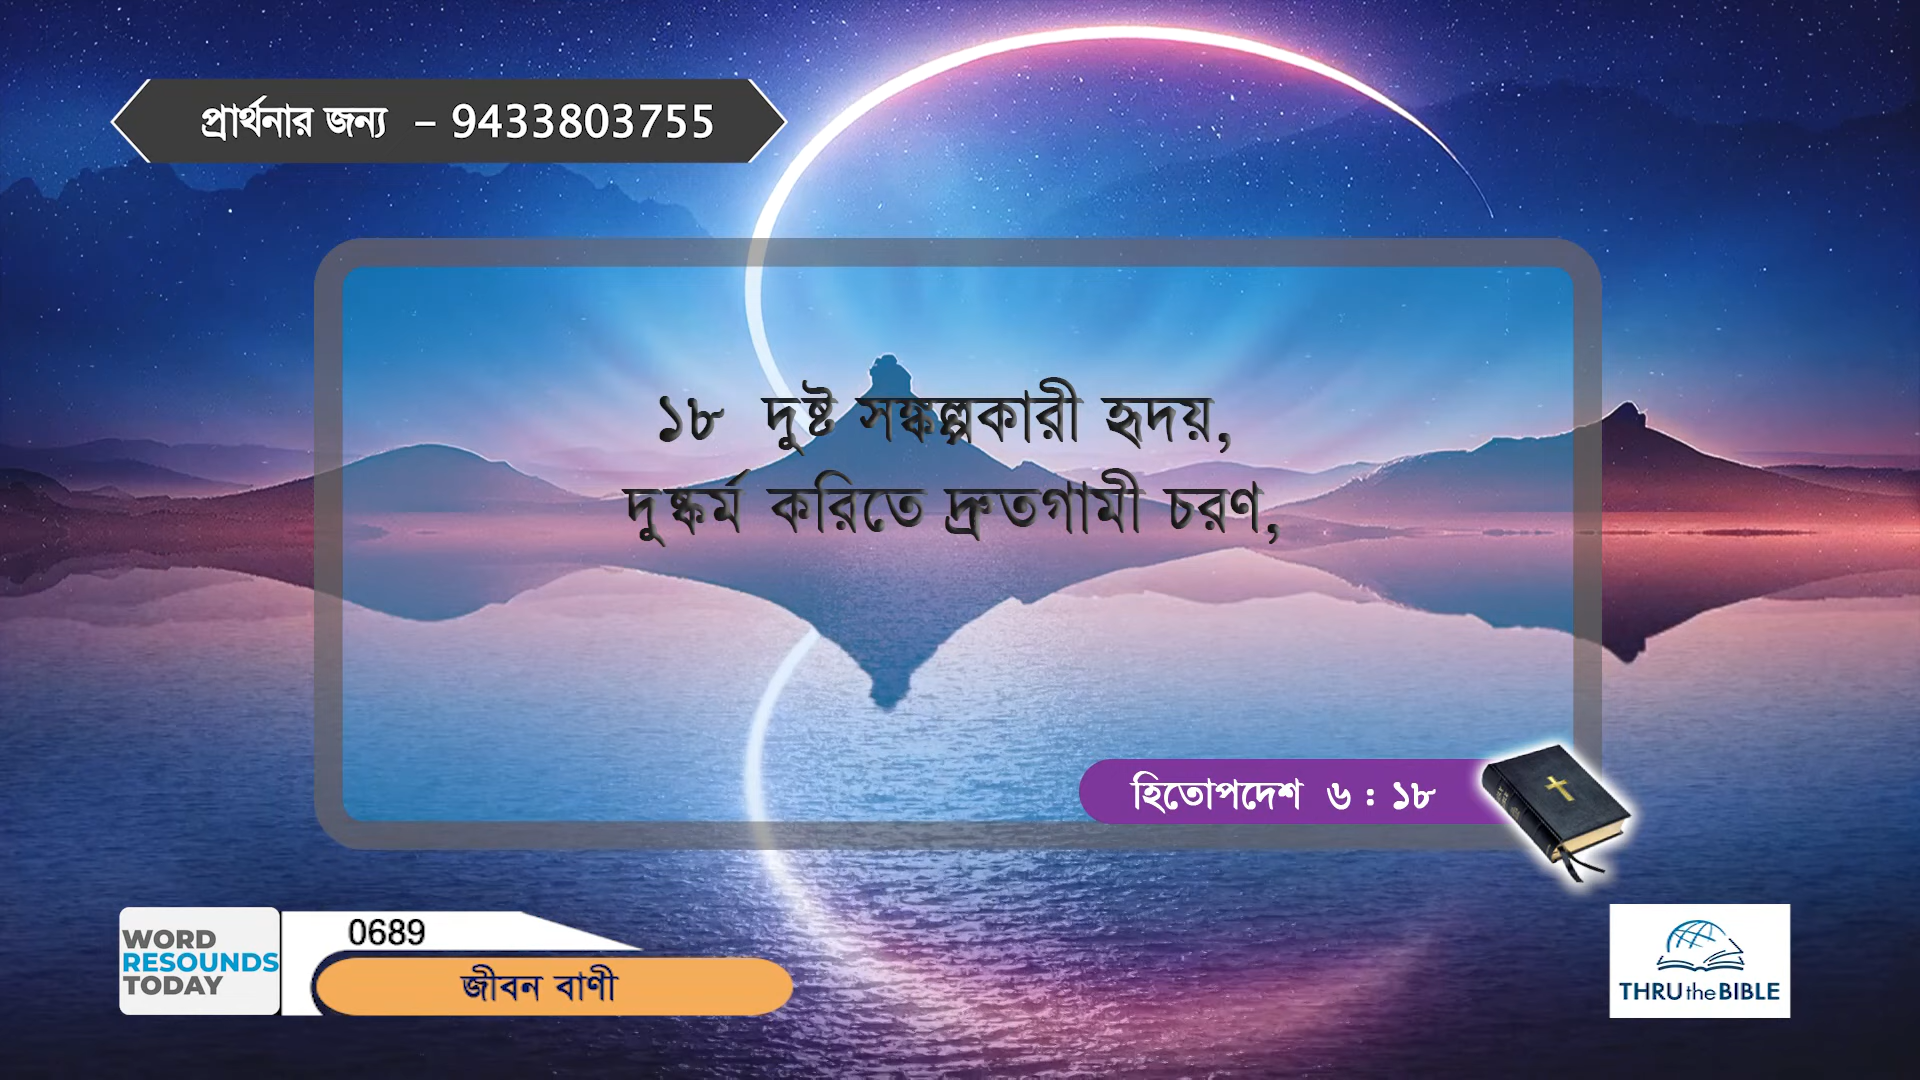 প্রার্থনার জন্য – 9433803755
১৮ দুষ্ট সঙ্কল্পকারী হৃদয়,
দুষ্কর্ম করিতে দ্রুতগামী চরণ,
হিতোপদেশ ৬ : ১৮
WORD
RESOUNDS
TODAY
0689
জীবন বাণী
THRU the BIBLE